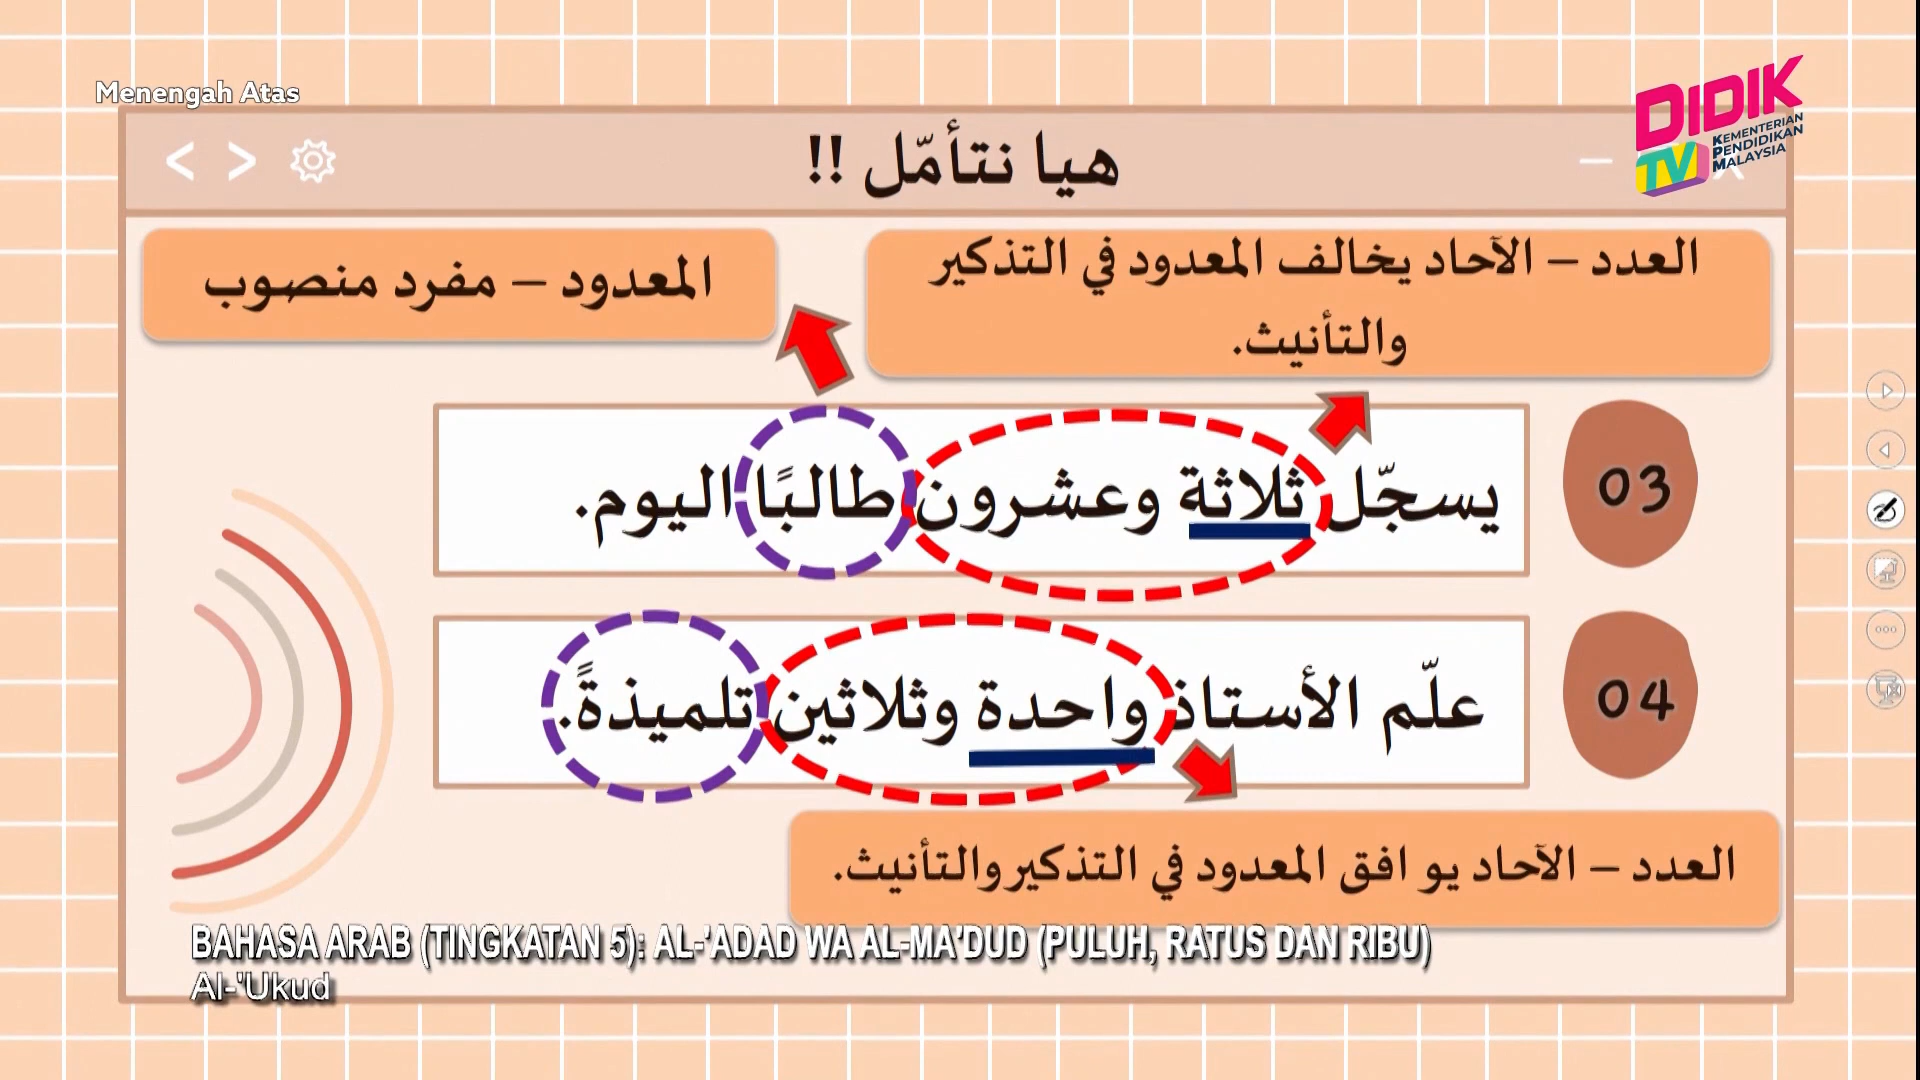 Menengah Atas
DIDIK
TV
KEMENTERIAN
PENDIDIKAN
MALAYSIA
هيا نتأمّل !!
العدد – الآحاد يخالف المعدود في التذكير
والتأنيث.
المعدود – مفرد منصوب
03
يسجّل ثلاثة وعشرون طالبًا اليوم.
04
علّم الأستاذ واحدة وثلاثين تلميذةً.
العدد – الآحاد يو افق المعدود في التذكير والتأنيث.
BAHASA ARAB (TINGKATAN 5): AL-'ADAD WA AL-MA'DUD (PULUH, RATUS DAN RIBU)
Al-'Ukud